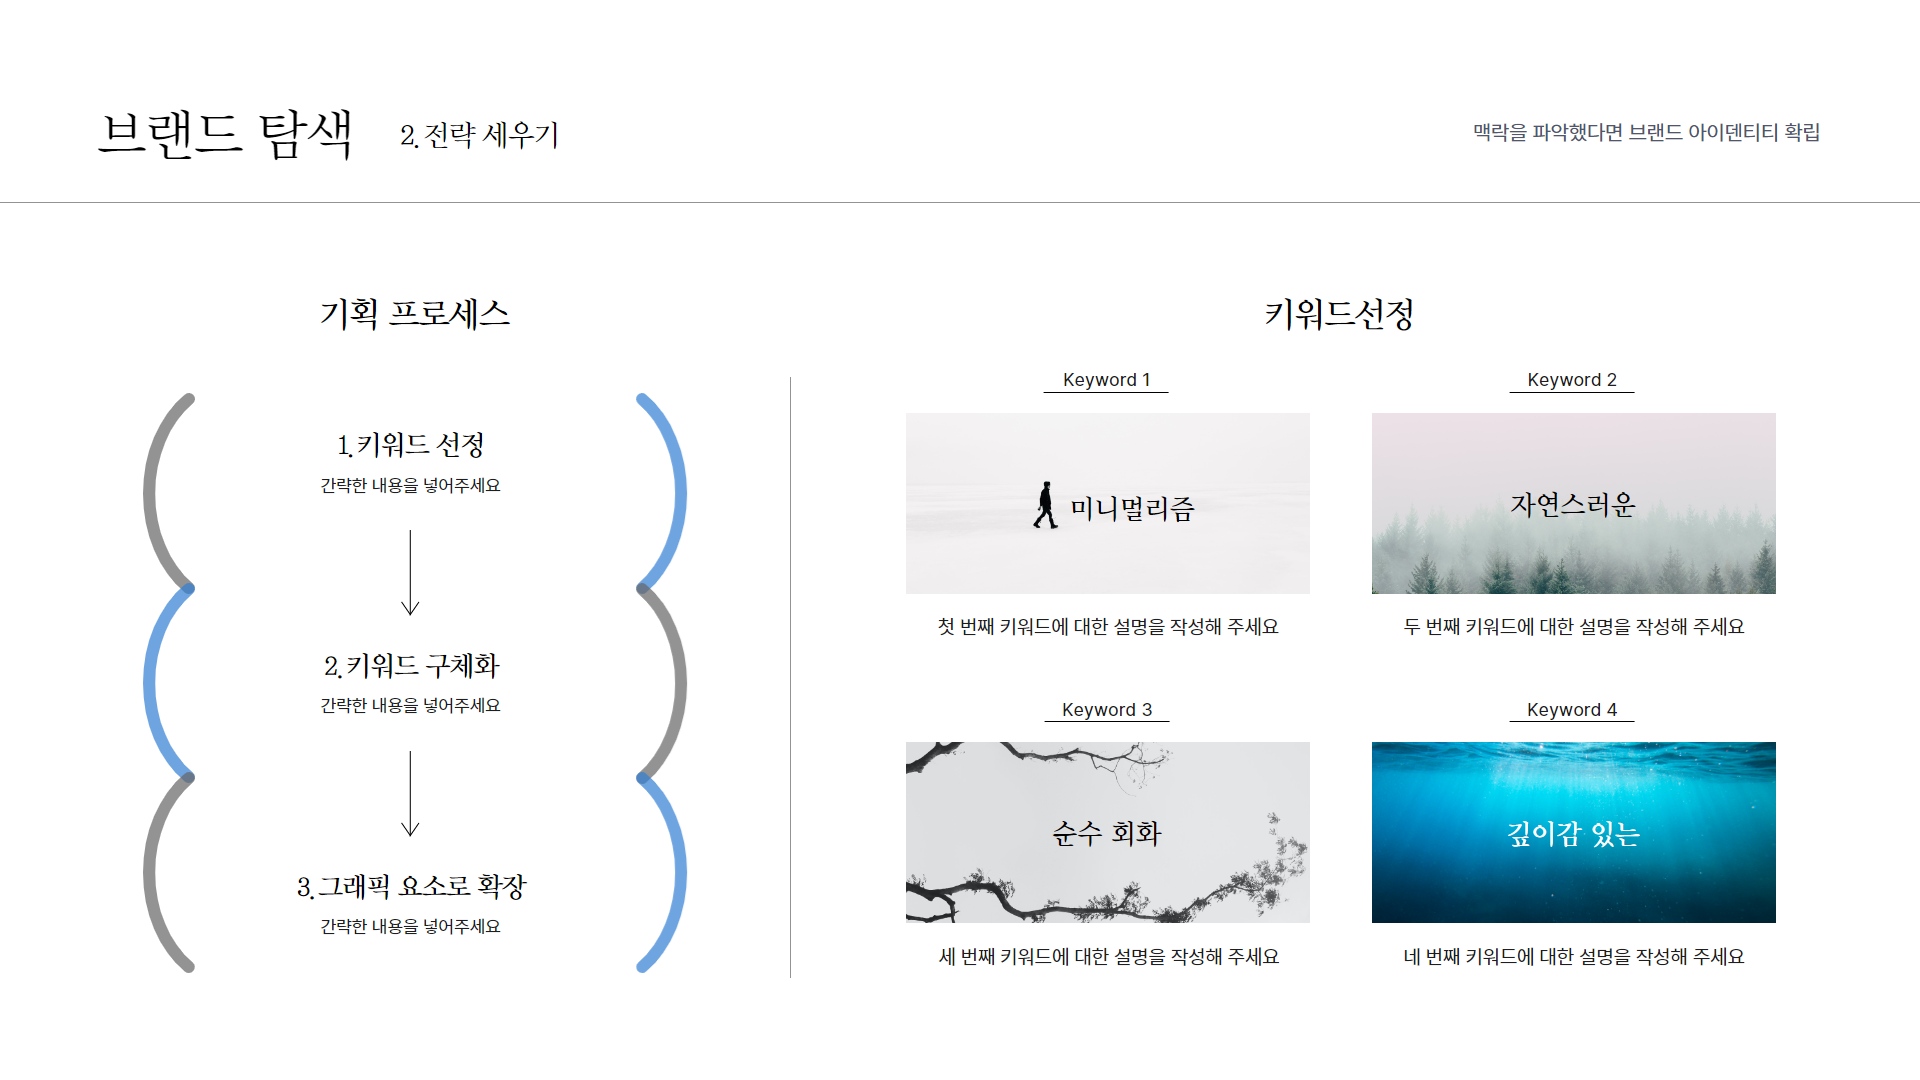 브랜드 탐색
2. 전략 세우기
맥락을 파악했다면 브랜드 아이덴티티 확립
기획 프로세스
1. 키워드 선정
간략한 내용을 넣어주세요
2. 키워드 구체화
간략한 내용을 넣어주세요
3. 그래픽 요소로 확장
간략한 내용을 넣어주세요
키워드선정
Keyword 1
미니멀리즘
첫 번째 키워드에 대한 설명을 작성해 주세요
Keyword 2
자연스러운
두 번째 키워드에 대한 설명을 작성해 주세요
Keyword 3
순수 회화
세 번째 키워드에 대한 설명을 작성해 주세요
Keyword 4
깊이감 있는
네 번째 키워드에 대한 설명을 작성해 주세요